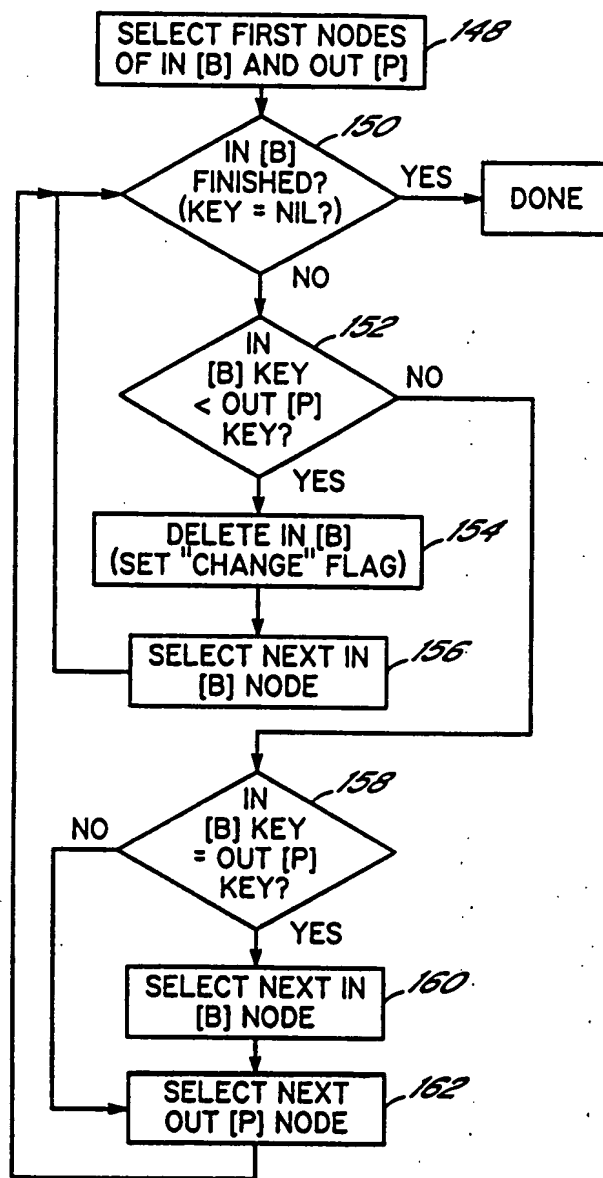 SELECT FIRST NODES
OF IN [B] AND OUT [P]
148
150
IN [B]
FINISHED?
(KEY = NIL?)
YES
DONE
NO
152
IN
[B] KEY
< OUT [P]
KEY?
NO
YES
DELETE IN [B]
(SET "CHANGE" FLAG)
154
SELECT NEXT IN
[B] NODE
156
158
IN
[B] KEY
= OUT [P]
KEY?
NO
YES
SELECT NEXT IN
[B] NODE
160
SELECT NEXT
OUT [P] NODE
162